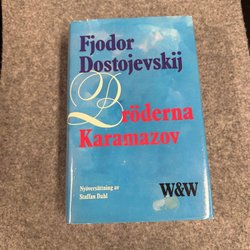 Fjodor
Dostojevskij
Bröderna
Karamazov
Nyöversättning av
Staffan Dahl
W&W